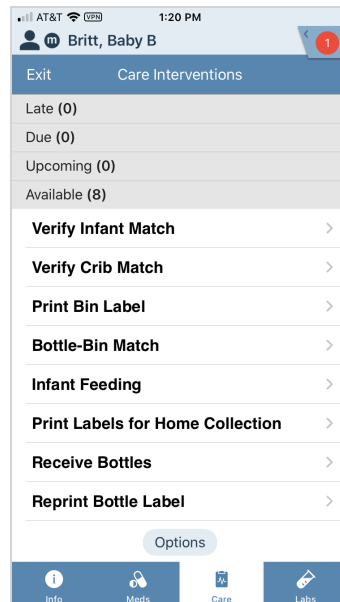 AT&T VPN 1:20 PM
m Britt, Baby B 1
Exit Care Interventions
Late (0)
Due (0)
Upcoming (0)
Available (8)
Verify Infant Match
Verify Crib Match
Print Bin Label
Bottle-Bin Match
Infant Feeding
Print Labels for Home Collection
Receive Bottles
Reprint Bottle Label
Options
Info Meds Care Labs